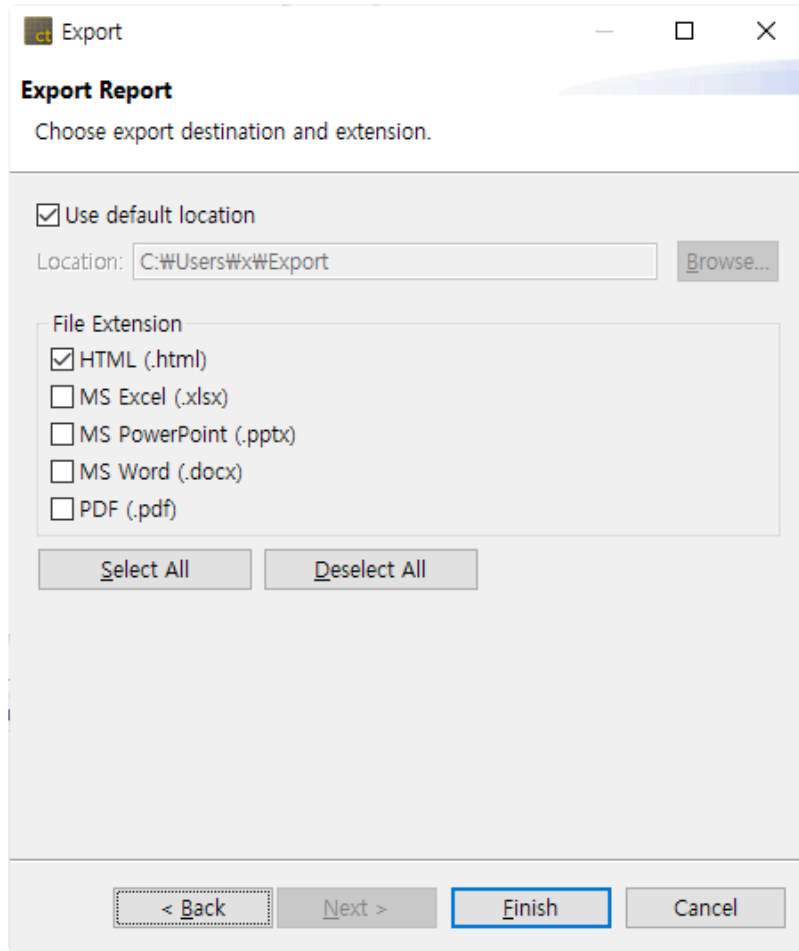 ct Export
Export Report
Choose export destination and extension.
Use default location
Location: C:₩Users₩x₩Export Browse...
File Extension
HTML (.html)
MS Excel (.xlsx)
MS PowerPoint (.pptx)
MS Word (.docx)
PDF (.pdf)
Select All Deselect All
< Back Next > Finish Cancel